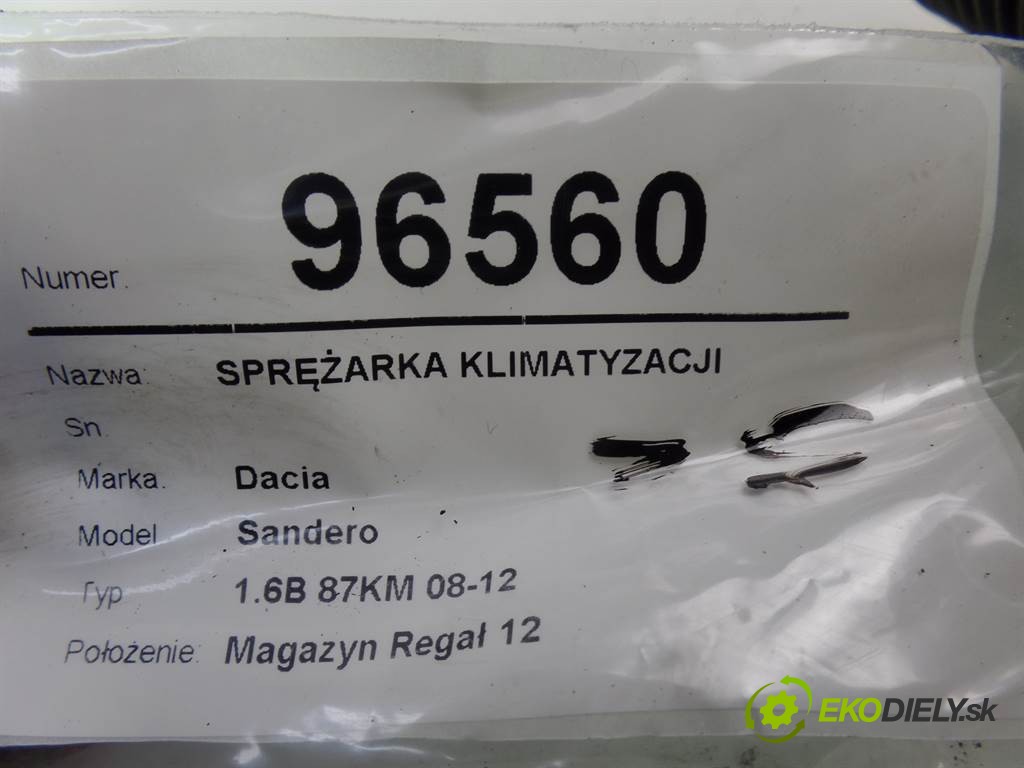 96560
Numer.
Nazwa: SPRĘŻARKA KLIMATYZACJI
Sn.
Marka. Dacia
Model Sandero
Typ 1.6B 87KM 08-12
Położenie: Magazyn Regał 12
EKODIELY.sk